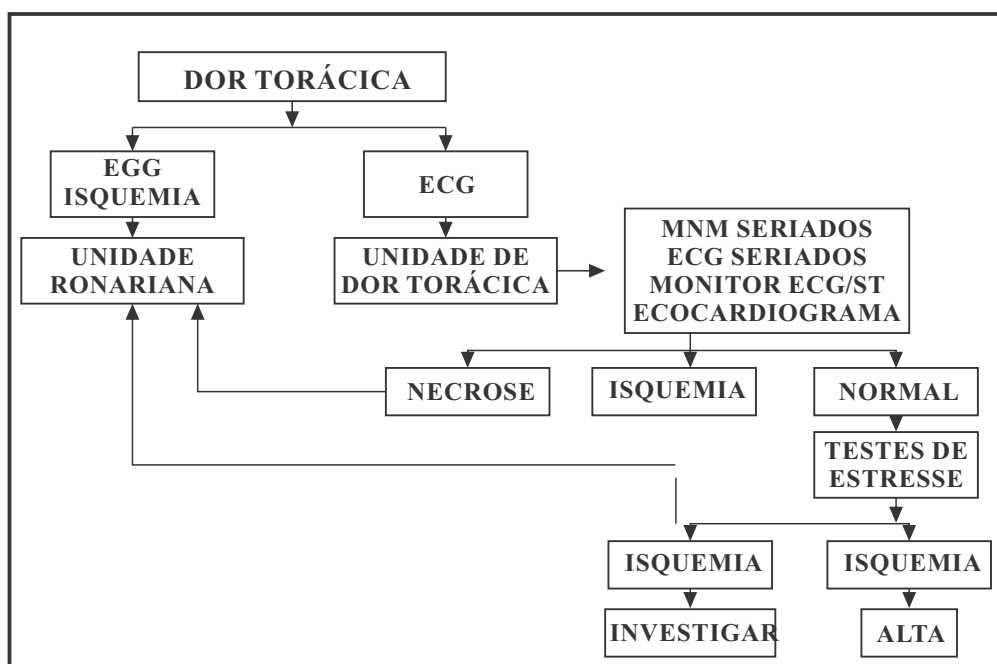 DOR TORÁCICA
EGG
ISQUEMIA
ECG
UNIDADE
RONARIANA
UNIDADE DE
DOR TORÁCICA
MNM SERIADOS
ECG SERIADOS
MONITOR ECG/ST
ECOCARDIOGRAMA
NECROSE
ISQUEMIA
NORMAL
TESTES DE
ESTRESSE
ISQUEMIA
ISQUEMIA
INVESTIGAR
ALTA